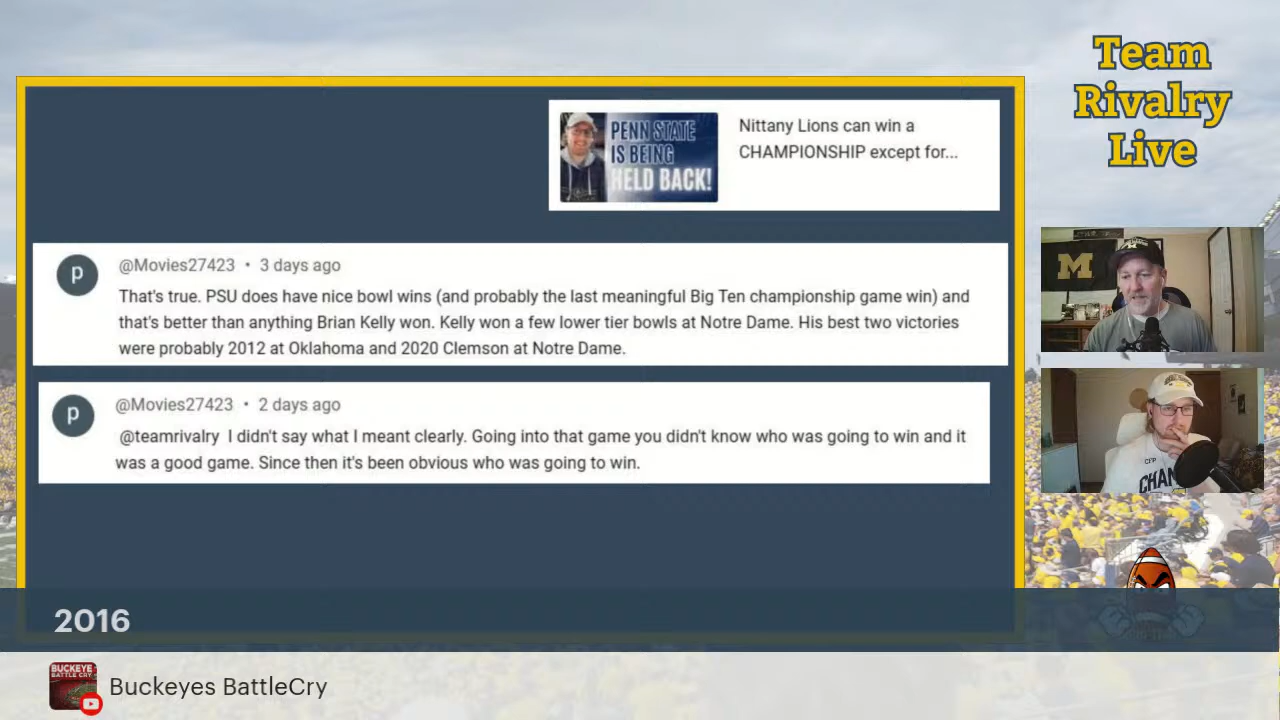 Team
Rivalry
Live
PENN STATE
IS BEING
HELD BACK!
Nittany Lions can win a
CHAMPIONSHIP except for...
p
@Movies27423 • 3 days ago
That's true. PSU does have nice bowl wins (and probably the last meaningful Big Ten championship game win) and
that's better than anything Brian Kelly won. Kelly won a few lower tier bowls at Notre Dame. His best two victories
were probably 2012 at Oklahoma and 2020 Clemson at Notre Dame.
p
@Movies27423 • 2 days ago
@teamrivalry I didn't say what I meant clearly. Going into that game you didn't know who was going to win and it
was a good game. Since then it's been obvious who was going to win.
M
CFP
CHAM
2016
BUCKEYE
BATTLE CRY
Buckeyes BattleCry